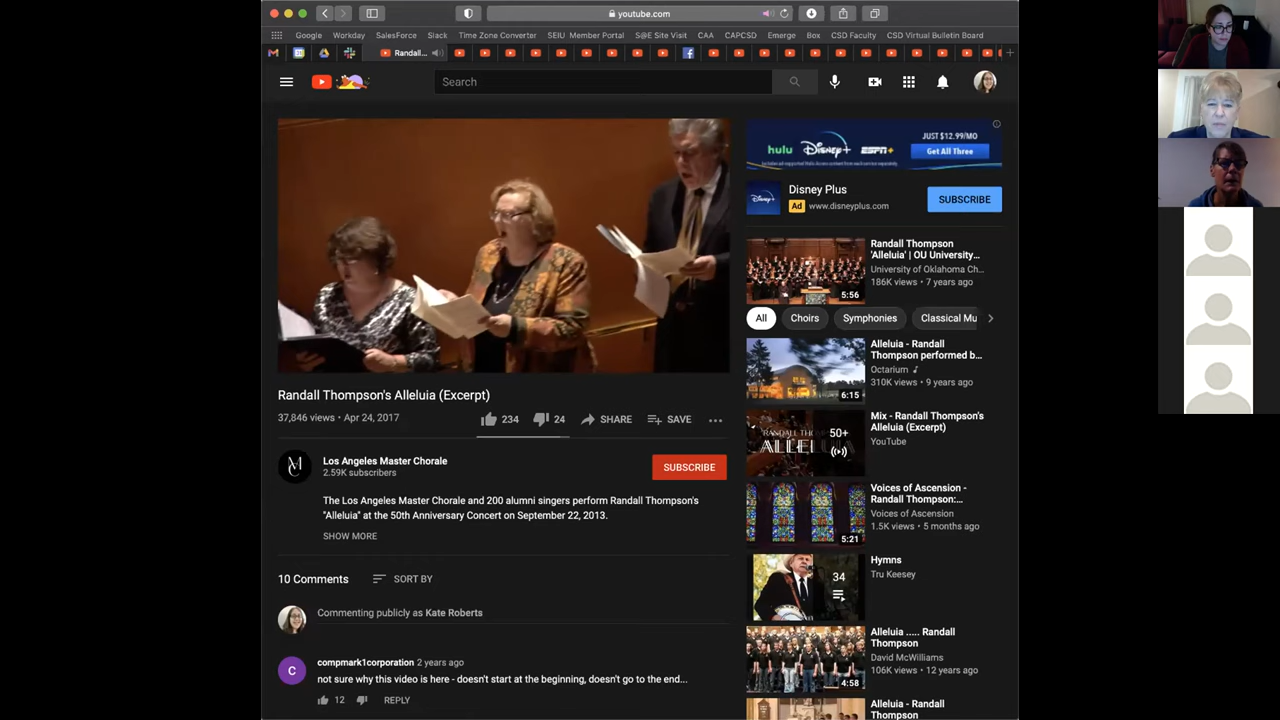 youtube.com
Google Workday SalesForce Slack Time Zone Converter SEIU Member Portal S@E Site Visit CAA CAPCSD Emerge Box CSD Faculty CSD Virtual Bulletin Board
Randall...
Search
hulu Disney+ ESPN+
JUST $12.99/MO
Get All Three
Disney Plus
Ad www.disneyplus.com
SUBSCRIBE
Randall Thompson
'Alleluia' | OU University...
University of Oklahoma Ch...
186K views • 7 years ago
5:56
All Choirs Symphonies Classical Mu
Alleluia - Randall
Thompson performed b...
Octarium
310K views • 9 years ago
6:15
Mix - Randall Thompson's
Alleluia (Excerpt)
YouTube
50+
Voices of Ascension -
Randall Thompson:...
Voices of Ascension
1.5K views • 5 months ago
5:21
Hymns
Tru Keesey
34
Alleluia ..... Randall
Thompson
David McWilliams
106K views • 12 years ago
4:58
Alleluia - Randall
Thompson
Randall Thompson's Alleluia (Excerpt)
37,846 views • Apr 24, 2017
234 24 SHARE SAVE
Los Angeles Master Chorale
2.59K subscribers
SUBSCRIBE
The Los Angeles Master Chorale and 200 alumni singers perform Randall Thompson's
"Alleluia" at the 50th Anniversary Concert on September 22, 2013.
SHOW MORE
10 Comments SORT BY
Commenting publicly as Kate Roberts
C
compmark1corporation 2 years ago
not sure why this video is here - doesn't start at the beginning, doesn't go to the end...
12 REPLY